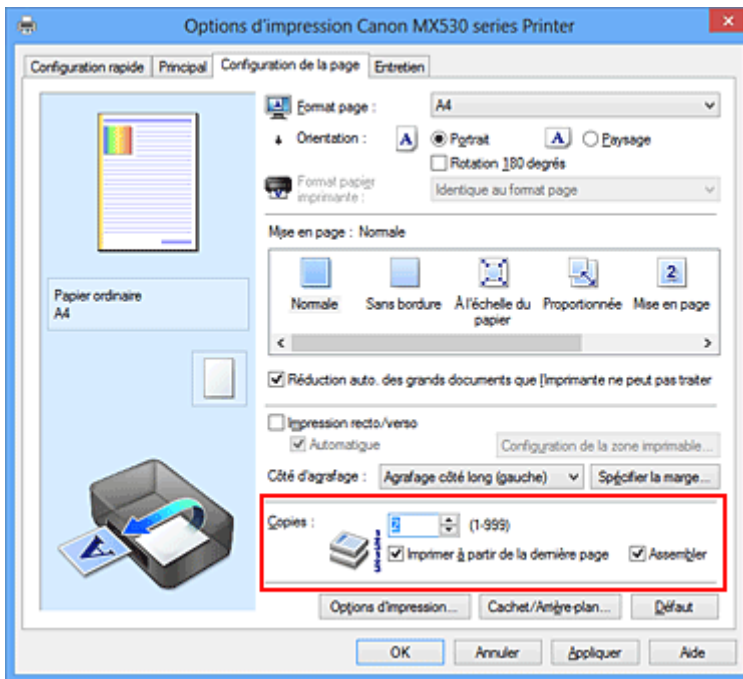 Options d'impression Canon MX530 series Printer
Configuration rapide Principal Configuration de la page Entretien
Format page : A4
Orientation : A Portrait A Paysage
Rotation 180 degrés
Format papier imprimante : Identique au format page
Mise en page : Normale
Normale Sans bordure À l'échelle du papier Proportionnée Mise en page
Papier ordinaire
A4
Réduction auto. des grands documents que l'imprimante ne peut pas traiter
Impression recto/verso
Automatique Configuration de la zone imprimable...
Côté d'agrafage : Agrafage côté long (gauche) Spécifier la marge...
Copies : 2 (1-999)
Imprimer à partir de la dernière page Assembler
Options d'impression... Cachet/Arrière-plan... Défaut
OK Annuler Appliquer Aide